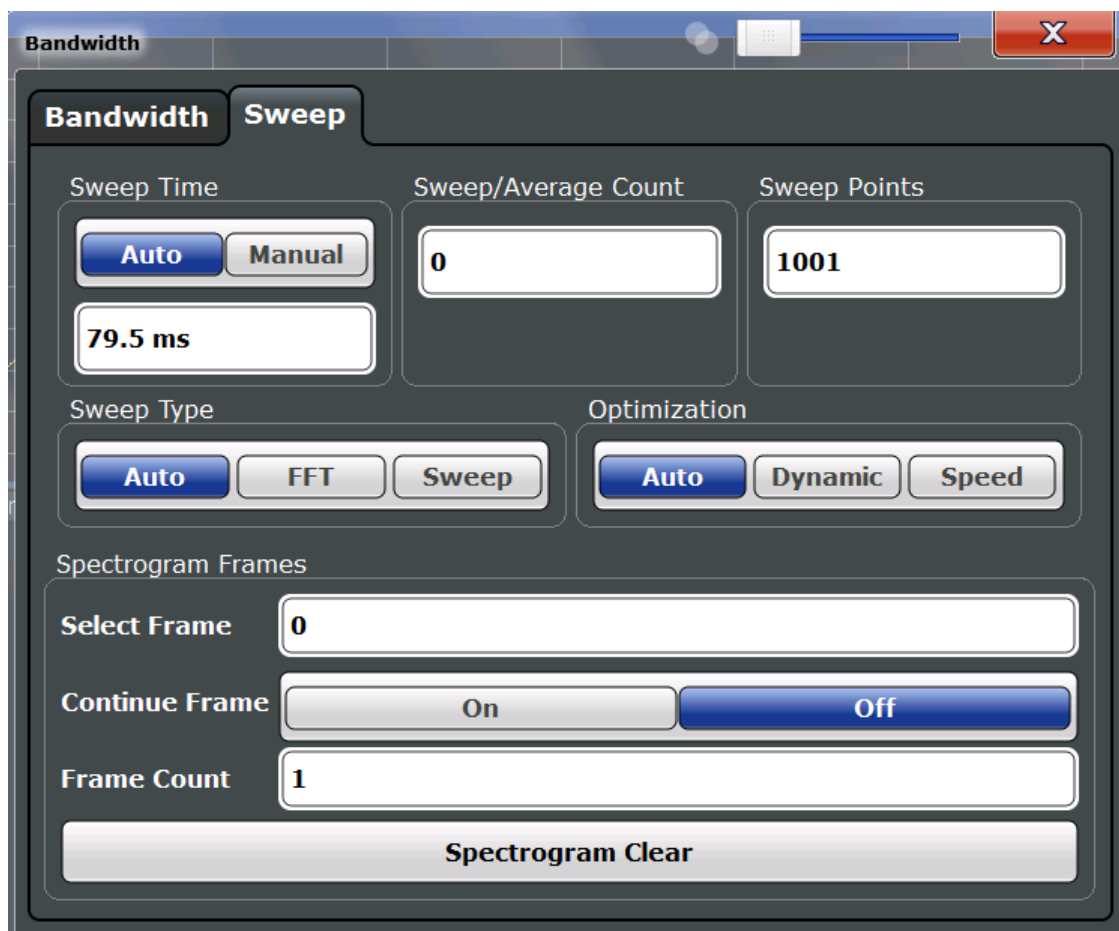 Bandwidth
X
Bandwidth Sweep
Sweep Time Sweep/Average Count Sweep Points
Auto Manual 0 1001
79.5 ms
Sweep Type Optimization
Auto FFT Sweep Auto Dynamic Speed
Spectrogram Frames
Select Frame 0
Continue Frame On Off
Frame Count 1
Spectrogram Clear